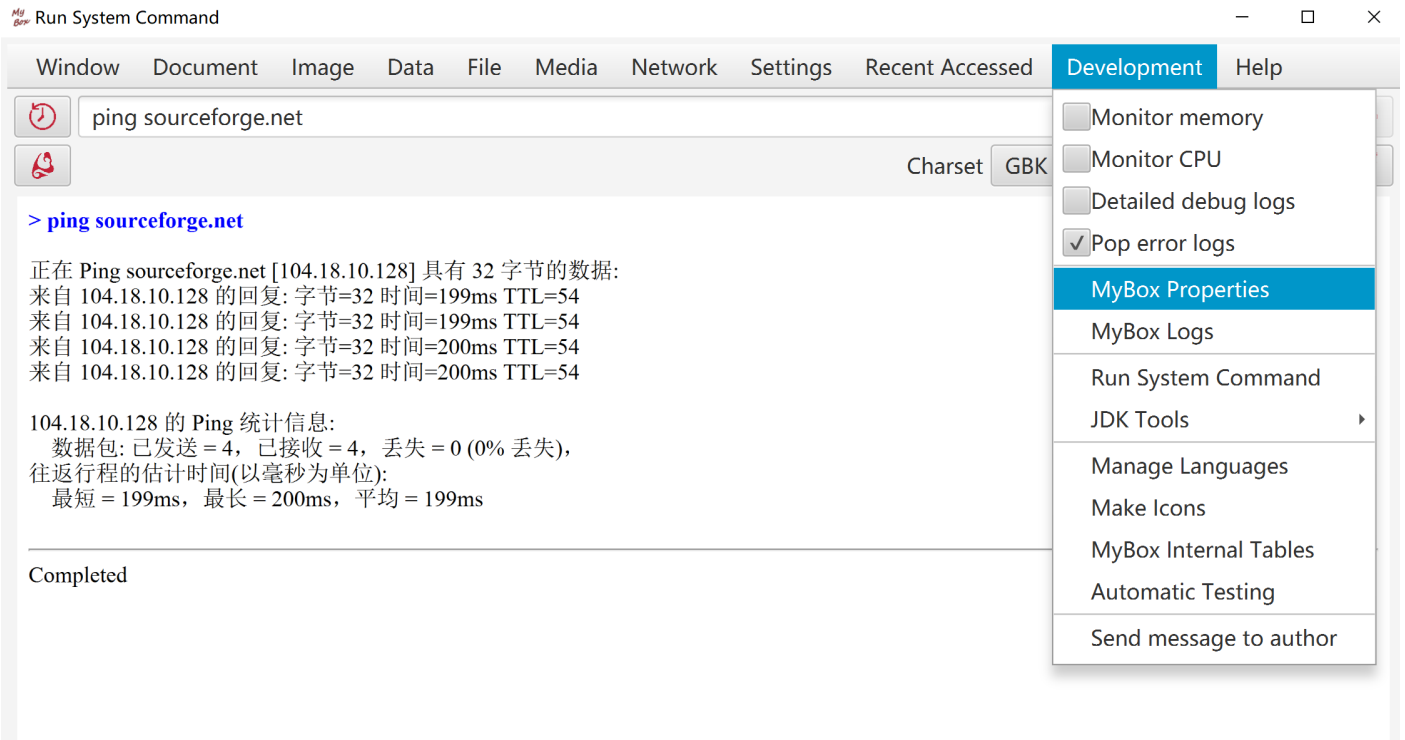 My Box Run System Command
Window Document Image Data File Media Network Settings Recent Accessed Development Help
ping sourceforge.net
Charset GBK
> ping sourceforge.net
正在 Ping sourceforge.net [104.18.10.128] 具有 32 字节的数据:
来自 104.18.10.128 的回复: 字节=32 时间=199ms TTL=54
来自 104.18.10.128 的回复: 字节=32 时间=199ms TTL=54
来自 104.18.10.128 的回复: 字节=32 时间=200ms TTL=54
来自 104.18.10.128 的回复: 字节=32 时间=200ms TTL=54
104.18.10.128 的 Ping 统计信息:
数据包: 已发送 = 4，已接收 = 4，丢失 = 0 (0% 丢失)，
往返行程的估计时间(以毫秒为单位):
最短 = 199ms，最长 = 200ms，平均 = 199ms
Completed
Monitor memory
Monitor CPU
Detailed debug logs
Pop error logs
MyBox Properties
MyBox Logs
Run System Command
JDK Tools
Manage Languages
Make Icons
MyBox Internal Tables
Automatic Testing
Send message to author